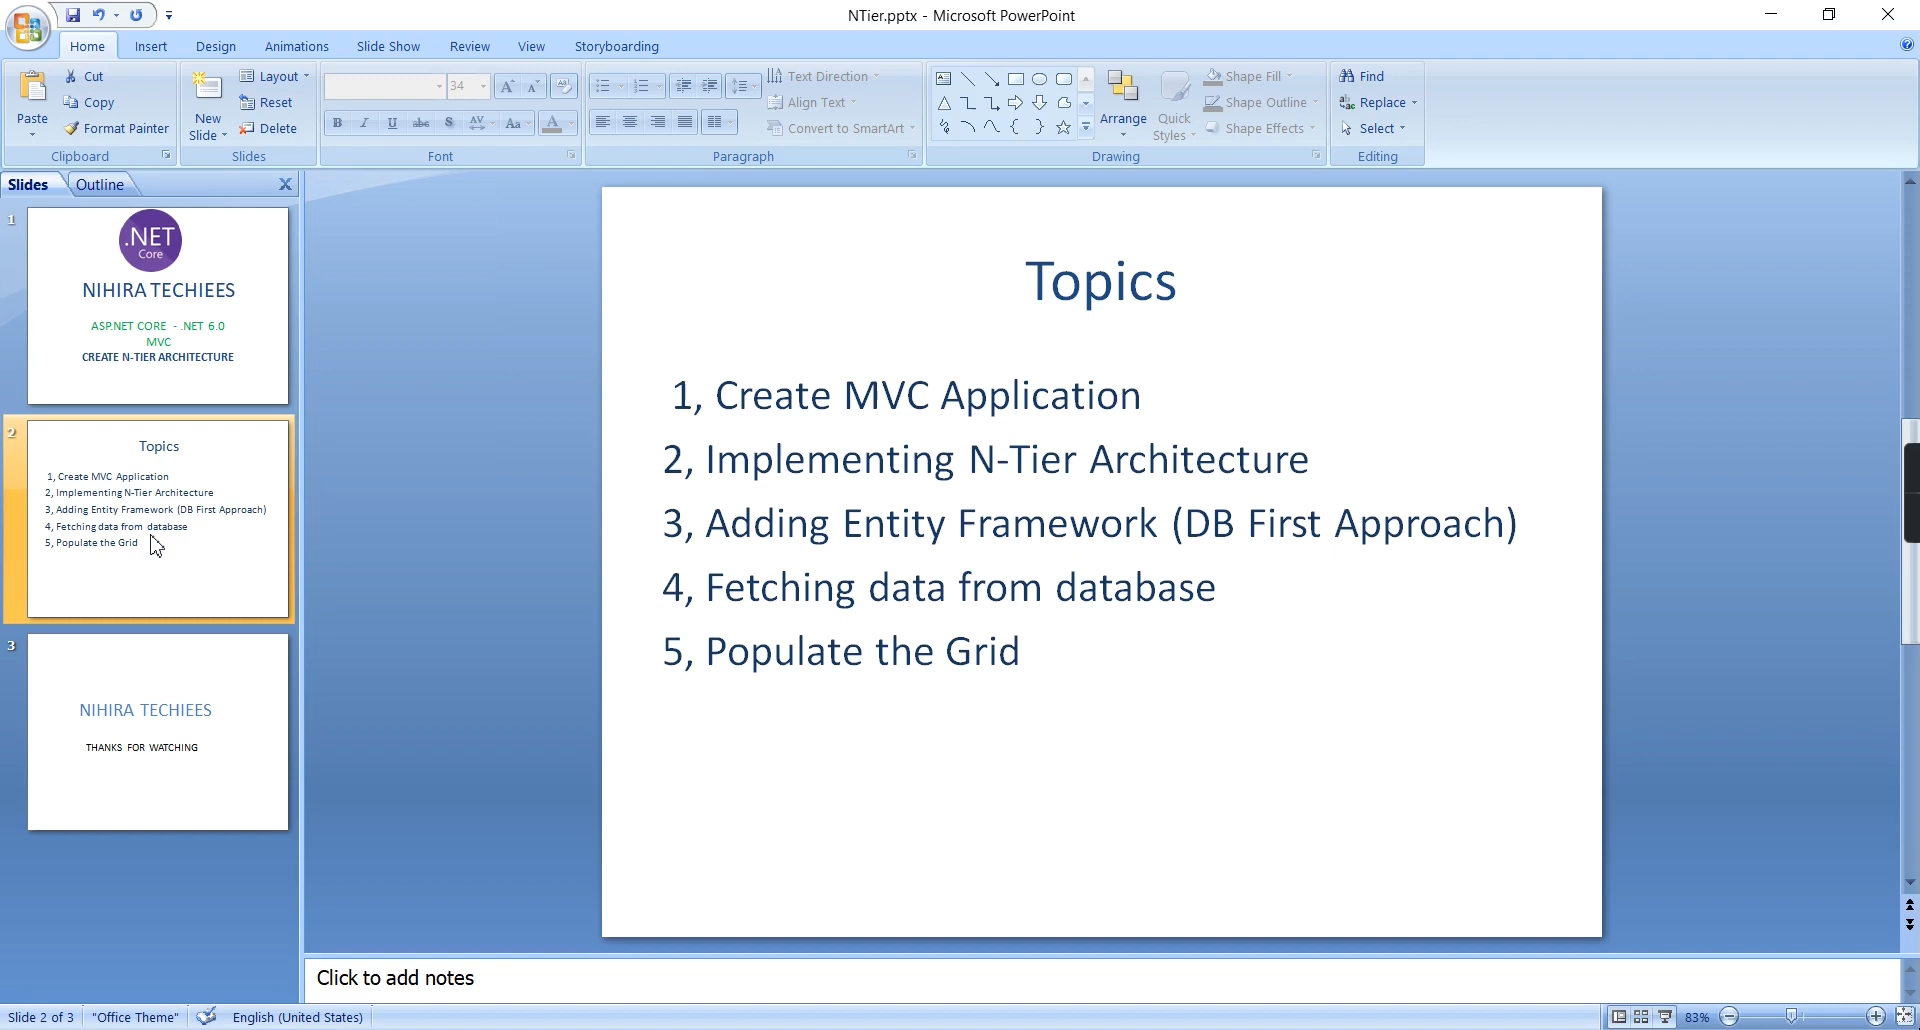 NTier.pptx - Microsoft PowerPoint
Home Insert Design Animations Slide Show Review View Storyboarding
Paste
Cut
Copy
Format Painter
Clipboard
New Slide
Layout
Reset
Delete
Slides
34
B I U abc S AV Aa A
Font
Text Direction
Align Text
Convert to SmartArt
Paragraph
Arrange
Quick Styles
Shape Fill
Shape Outline
Shape Effects
Drawing
Find
Replace
Select
Editing
Slides Outline
1
.NET
Core
NIHIRA TECHIEES
ASP.NET CORE - .NET 6.0
MVC
CREATE N-TIER ARCHITECTURE
2
Topics
1, Create MVC Application
2, Implementing N-Tier Architecture
3, Adding Entity Framework (DB First Approach)
4, Fetching data from database
5, Populate the Grid
3
NIHIRA TECHIEES
THANKS FOR WATCHING
Topics
1, Create MVC Application
2, Implementing N-Tier Architecture
3, Adding Entity Framework (DB First Approach)
4, Fetching data from database
5, Populate the Grid
Click to add notes
Slide 2 of 3 "Office Theme" English (United States) 83%